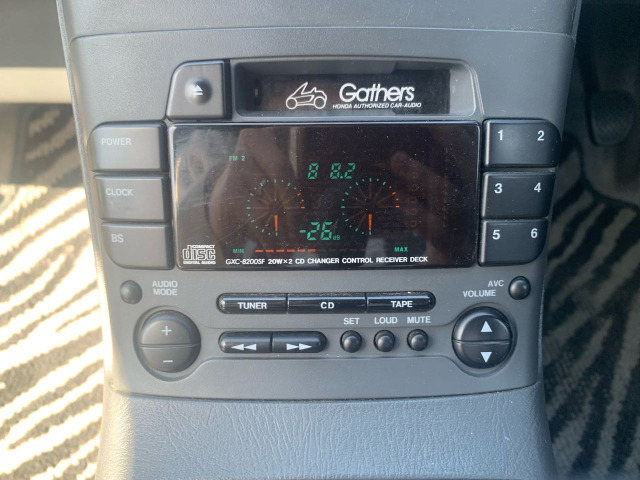 Gathers
HONDA AUTHORIZED CAR-AUDIO
POWER
CLOCK
BS
FM 2
88.2
-26 dB
MIN
MAX
COMPACT
disc
DIGITAL AUDIO
GXC-8200SF 20W×2 CD CHANGER CONTROL RECEIVER DECK
1 2
3 4
5 6
AUDIO
MODE
+
−
TUNER
CD
TAPE
SET
LOUD
MUTE
AVC
VOLUME